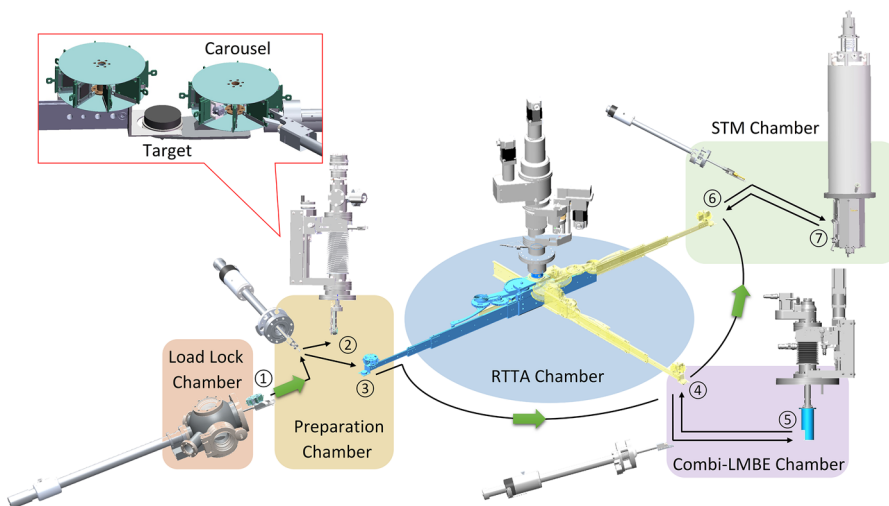 Carousel
Target
STM Chamber
⑥
⑦
Load Lock
Chamber
①
②
③
Preparation
Chamber
RTTA Chamber
④
⑤
Combi-LMBE Chamber